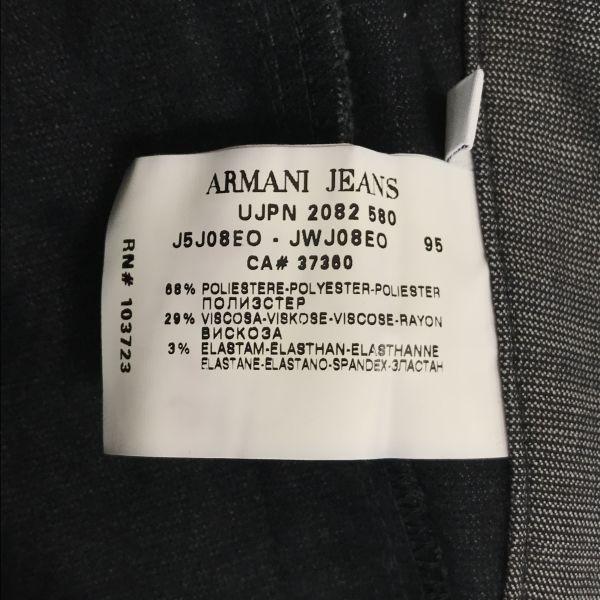 ARMANI JEANS
UJPN 2082 580
J5J08EO - JWJ08EO 95
CA# 37360
68% POLIESTERE-POLYESTER-POLIESTER
ПОЛИЭСТЕР
29% VISCOSA-VISKOSE-VISCOSE-RAYON
ВИСКОЗА
3% ELASTAM-ELASTHAN-ELASTHANNE
ELASTANE-ELASTANO-SPANDEX-ЭЛАСТАН
RN# 103723